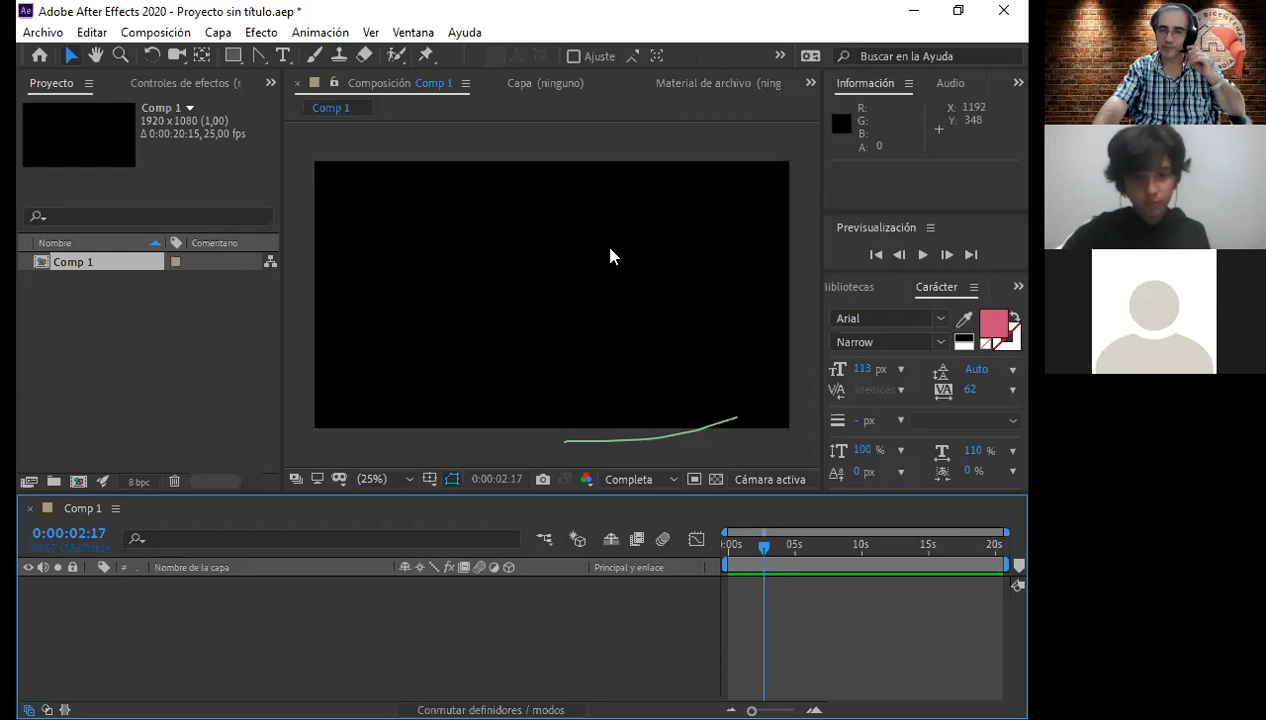 Adobe After Effects 2020 - Proyecto sin título.aep *
Archivo Editar Composición Capa Efecto Animación Ver Ventana Ayuda
Ajuste
Buscar en la Ayuda
Proyecto
Controles de efectos (r
Composición Comp 1
Capa (ninguno)
Material de archivo (ning
Información
Audio
Comp 1
Comp 1
1920 x 1080 (1,00)
Δ 0:00:20:15, 25,00 fps
R:
G:
B:
A: 0
X: 1192
Y: 348
Previsualización
Nombre
Comentario
Comp 1
Bibliotecas
Carácter
Arial
Narrow
113 px
Auto
62
- px
100 %
110 %
0 px
0 %
8 bpc
(25%)
0:00:02:17
Completa
Cámara activa
Comp 1
0:00:02:17
:00s
05s
10s
15s
20s
#
Nombre de la capa
fx
Principal y enlace
Conmutar definidores / modos